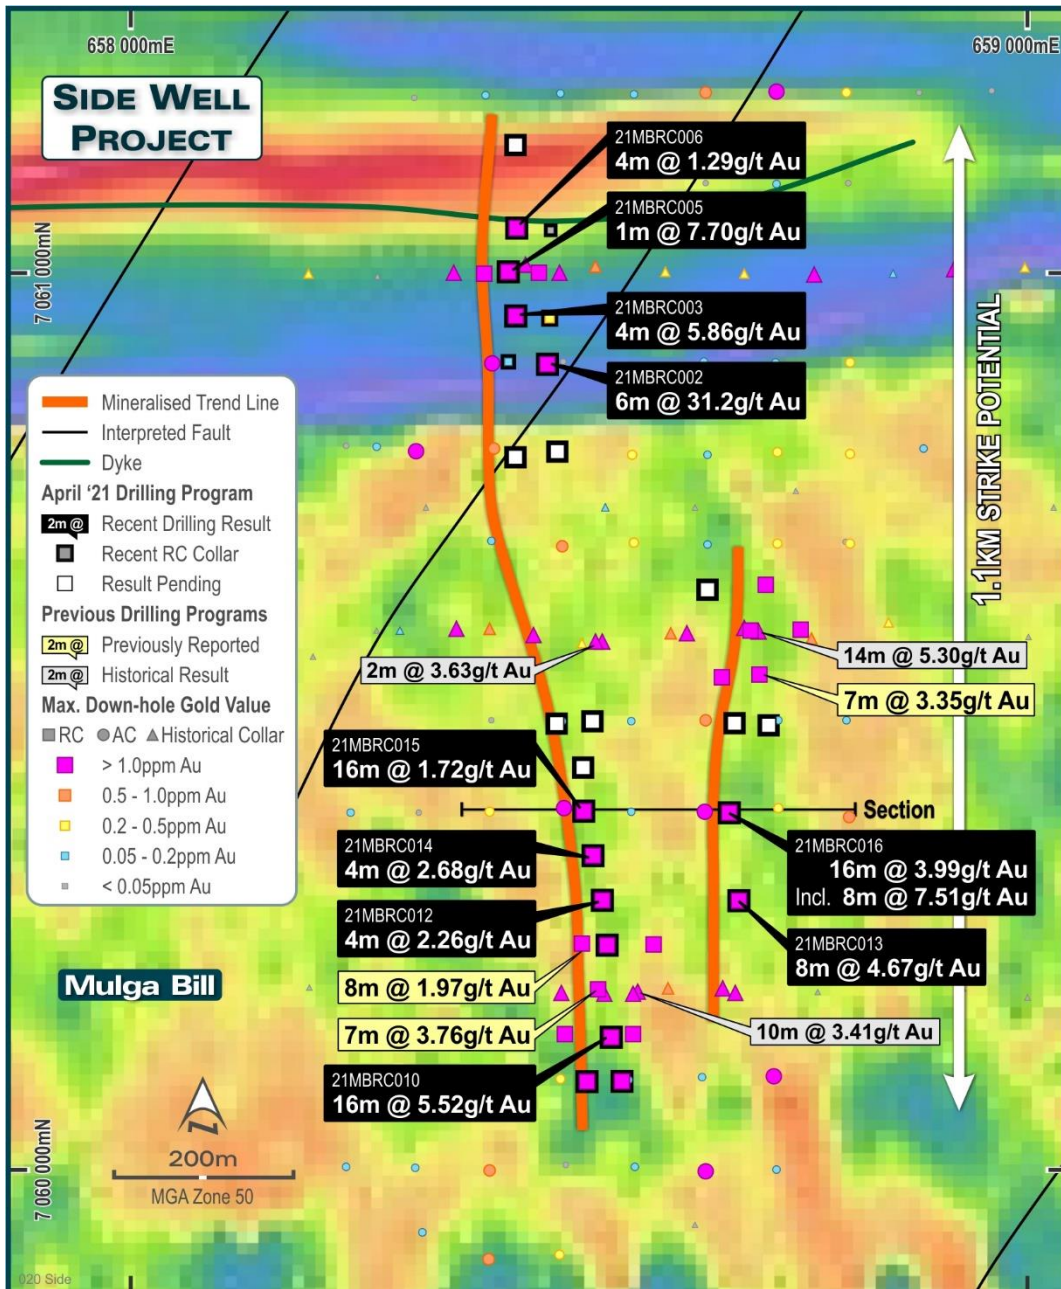 658 000mE
659 000mE
SIDE WELL
PROJECT
7 061 000mN
21MBRC006
4m @ 1.29g/t Au
21MBRC005
1m @ 7.70g/t Au
21MBRC003
4m @ 5.86g/t Au
21MBRC002
6m @ 31.2g/t Au
1.1KM STRIKE POTENTIAL
Mineralised Trend Line
Interpreted Fault
Dyke
April '21 Drilling Program
2m @ Recent Drilling Result
Recent RC Collar
Result Pending
Previous Drilling Programs
2m @ Previously Reported
2m @ Historical Result
Max. Down-hole Gold Value
RC AC Historical Collar
> 1.0ppm Au
0.5 - 1.0ppm Au
0.2 - 0.5ppm Au
0.05 - 0.2ppm Au
< 0.05ppm Au
2m @ 3.63g/t Au
14m @ 5.30g/t Au
7m @ 3.35g/t Au
21MBRC015
16m @ 1.72g/t Au
Section
21MBRC014
4m @ 2.68g/t Au
21MBRC016
16m @ 3.99g/t Au
Incl. 8m @ 7.51g/t Au
21MBRC012
4m @ 2.26g/t Au
21MBRC013
8m @ 4.67g/t Au
Mulga Bill
8m @ 1.97g/t Au
7m @ 3.76g/t Au
10m @ 3.41g/t Au
21MBRC010
16m @ 5.52g/t Au
N
200m
MGA Zone 50
7 060 000mN
020 Side